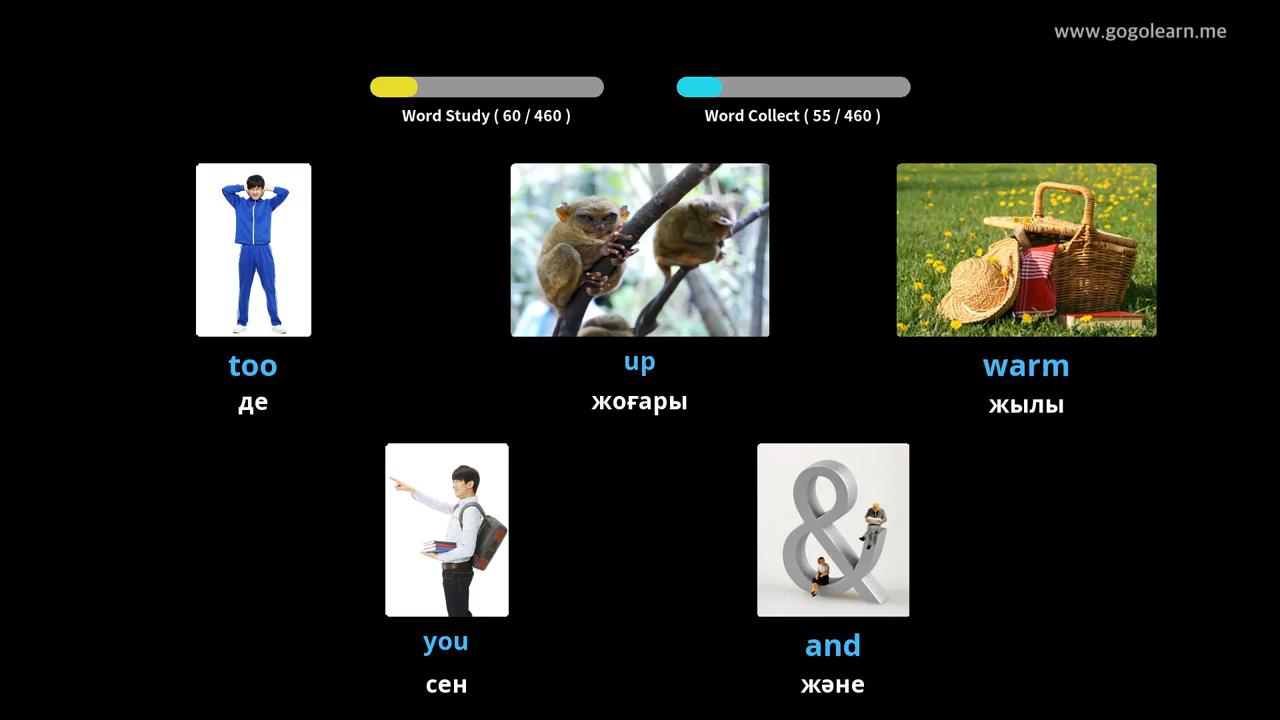 www.gogolearn.me
Word Study ( 60 / 460 )
Word Collect ( 55 / 460 )
too
де
up
жоғары
warm
жылы
you
сен
and
және